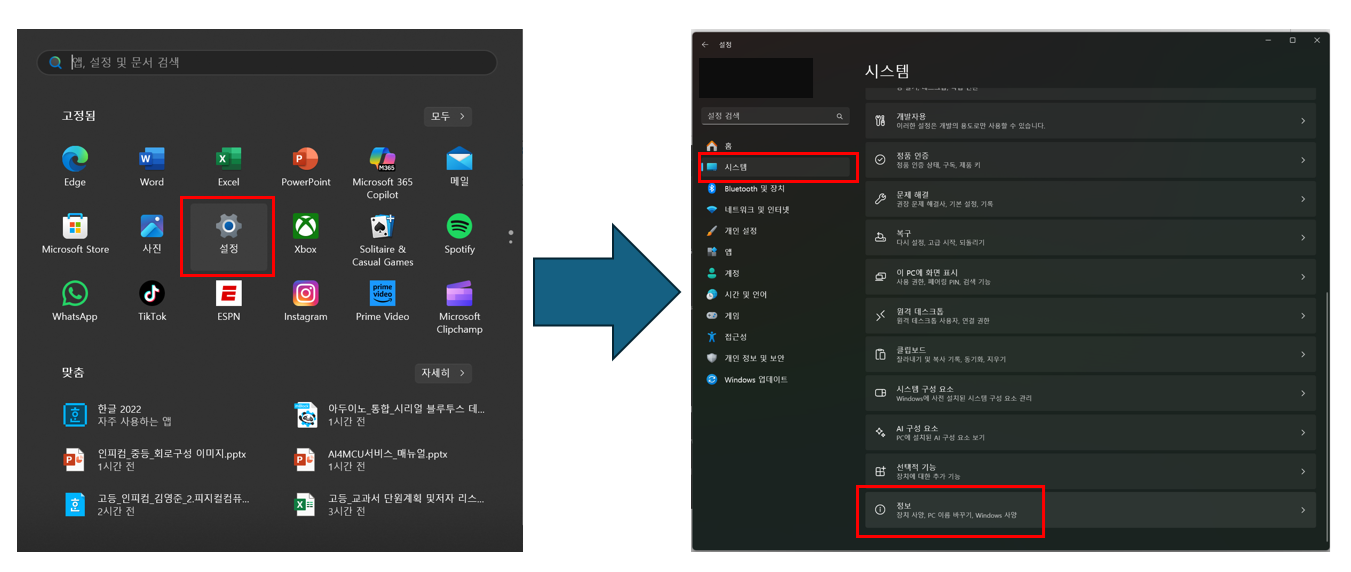 앱, 설정 및 문서 검색
고정됨
모두 >
Edge
Word
Excel
PowerPoint
Microsoft 365
Copilot
M365
메일
Microsoft Store
사진
설정
Xbox
Solitaire &
Casual Games
Spotify
WhatsApp
TikTok
ESPN
Instagram
prime
video
Prime Video
Microsoft
Clipchamp
맞춤
자세히 >
한글 2022
자주 사용하는 앱
아두이노_통합_시리얼 블루투스 데...
1시간 전
인피컴_중등_회로구성 이미지.pptx
1시간 전
AI4MCU서비스_매뉴얼.pptx
1시간 전
고등_인피컴_김영준_2.피지컬컴퓨...
2시간 전
고등_교과서 단원계획 및저자 리스...
3시간 전
설정
설정 검색
홈
시스템
Bluetooth 및 장치
네트워크 및 인터넷
개인 설정
앱
계정
시간 및 언어
게임
접근성
개인 정보 및 보안
Windows 업데이트
시스템
개발자용
이러한 설정은 개발의 용도로만 사용할 수 있습니다.
정품 인증
정품 인증 상태, 구독, 제품 키
문제 해결
권장 문제 해결사, 기본 설정, 기록
복구
다시 설정, 고급 시작, 되돌리기
이 PC에 화면 표시
사용 권한, 페어링 PIN, 검색 기능
원격 데스크톱
원격 데스크톱 사용자, 연결 권한
클립보드
잘라내기 및 복사 기록, 동기화, 지우기
시스템 구성 요소
Windows에 사전 설치된 시스템 구성 요소 관리
AI 구성 요소
PC에 설치된 AI 구성 요소 보기
선택적 기능
장치에 대한 추가 기능
정보
장치 사양, PC 이름 바꾸기, Windows 사양